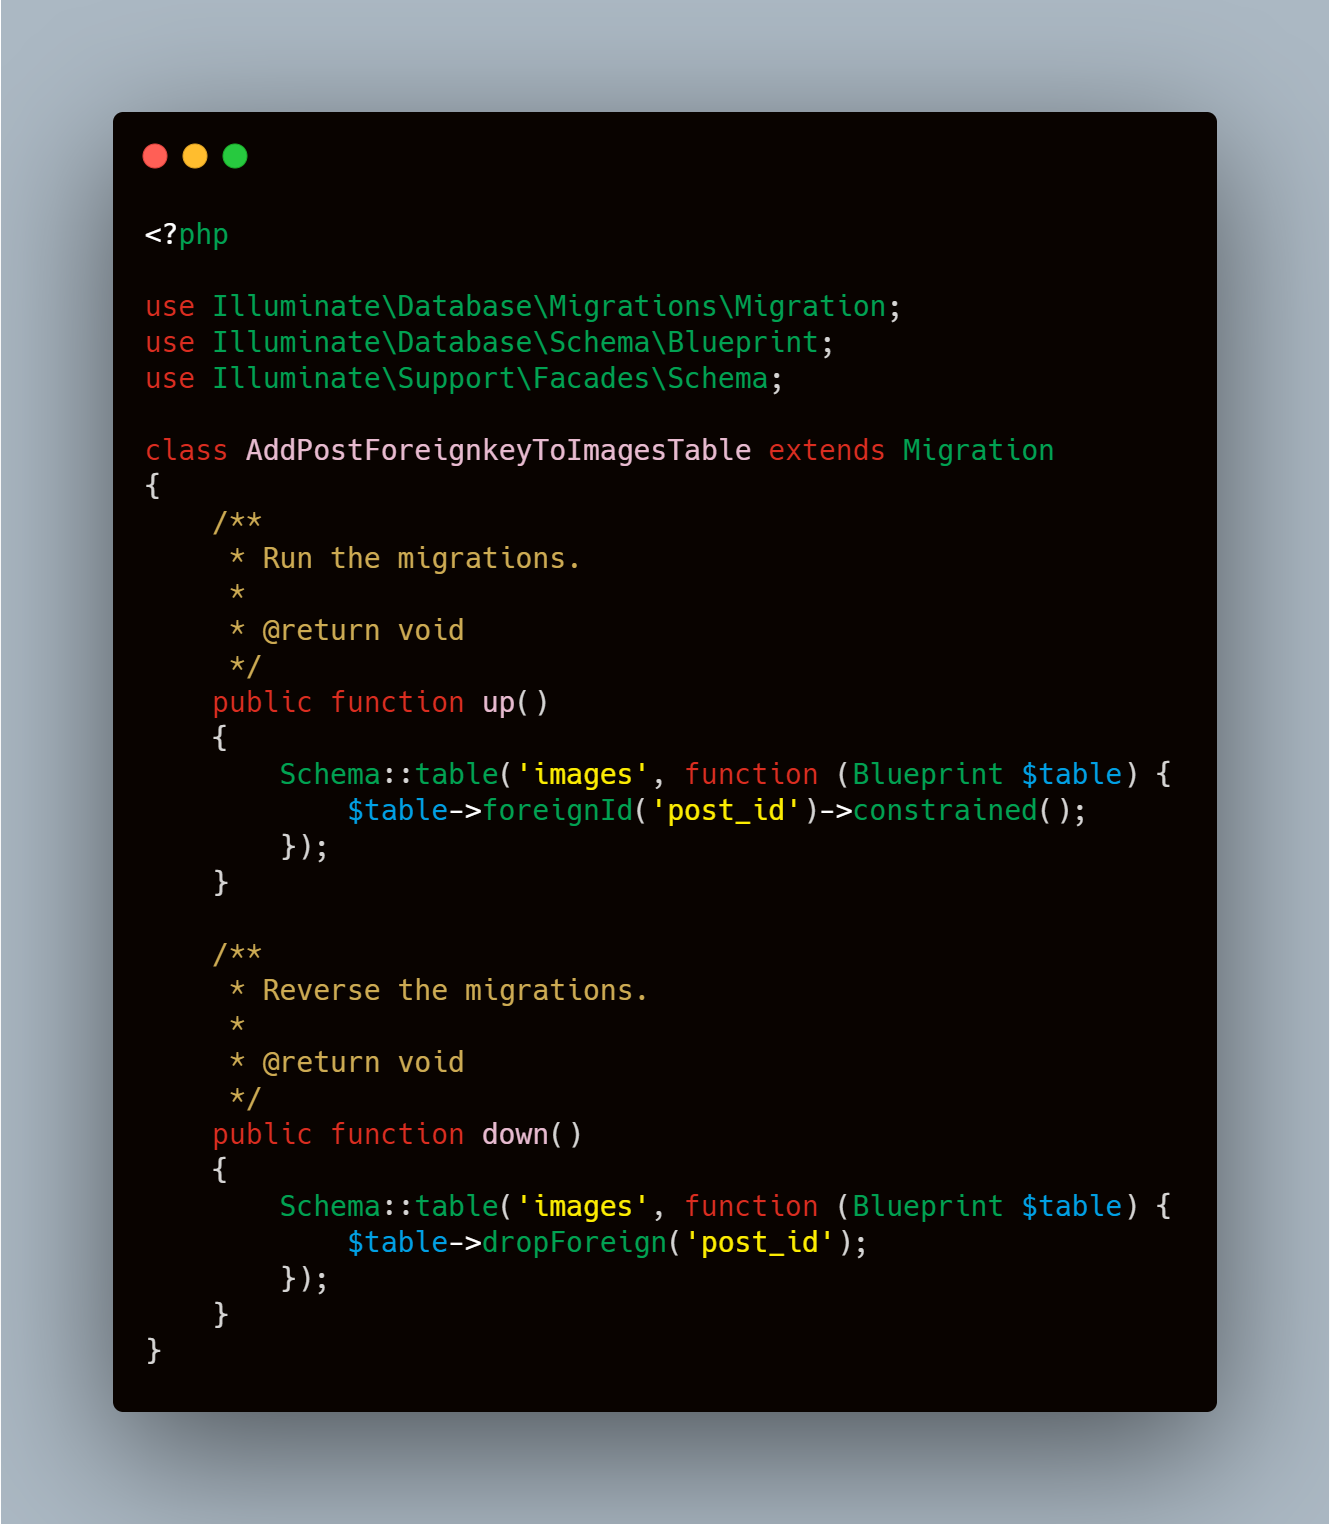 <?php

use Illuminate\Database\Migrations\Migration;
use Illuminate\Database\Schema\Blueprint;
use Illuminate\Support\Facades\Schema;

class AddPostForeignkeyToImagesTable extends Migration
{
    /**
     * Run the migrations.
     *
     * @return void
     */
    public function up()
    {
        Schema::table('images', function (Blueprint $table) {
            $table->foreignId('post_id')->constrained();
        });
    }

    /**
     * Reverse the migrations.
     *
     * @return void
     */
    public function down()
    {
        Schema::table('images', function (Blueprint $table) {
            $table->dropForeign('post_id');
        });
    }
}